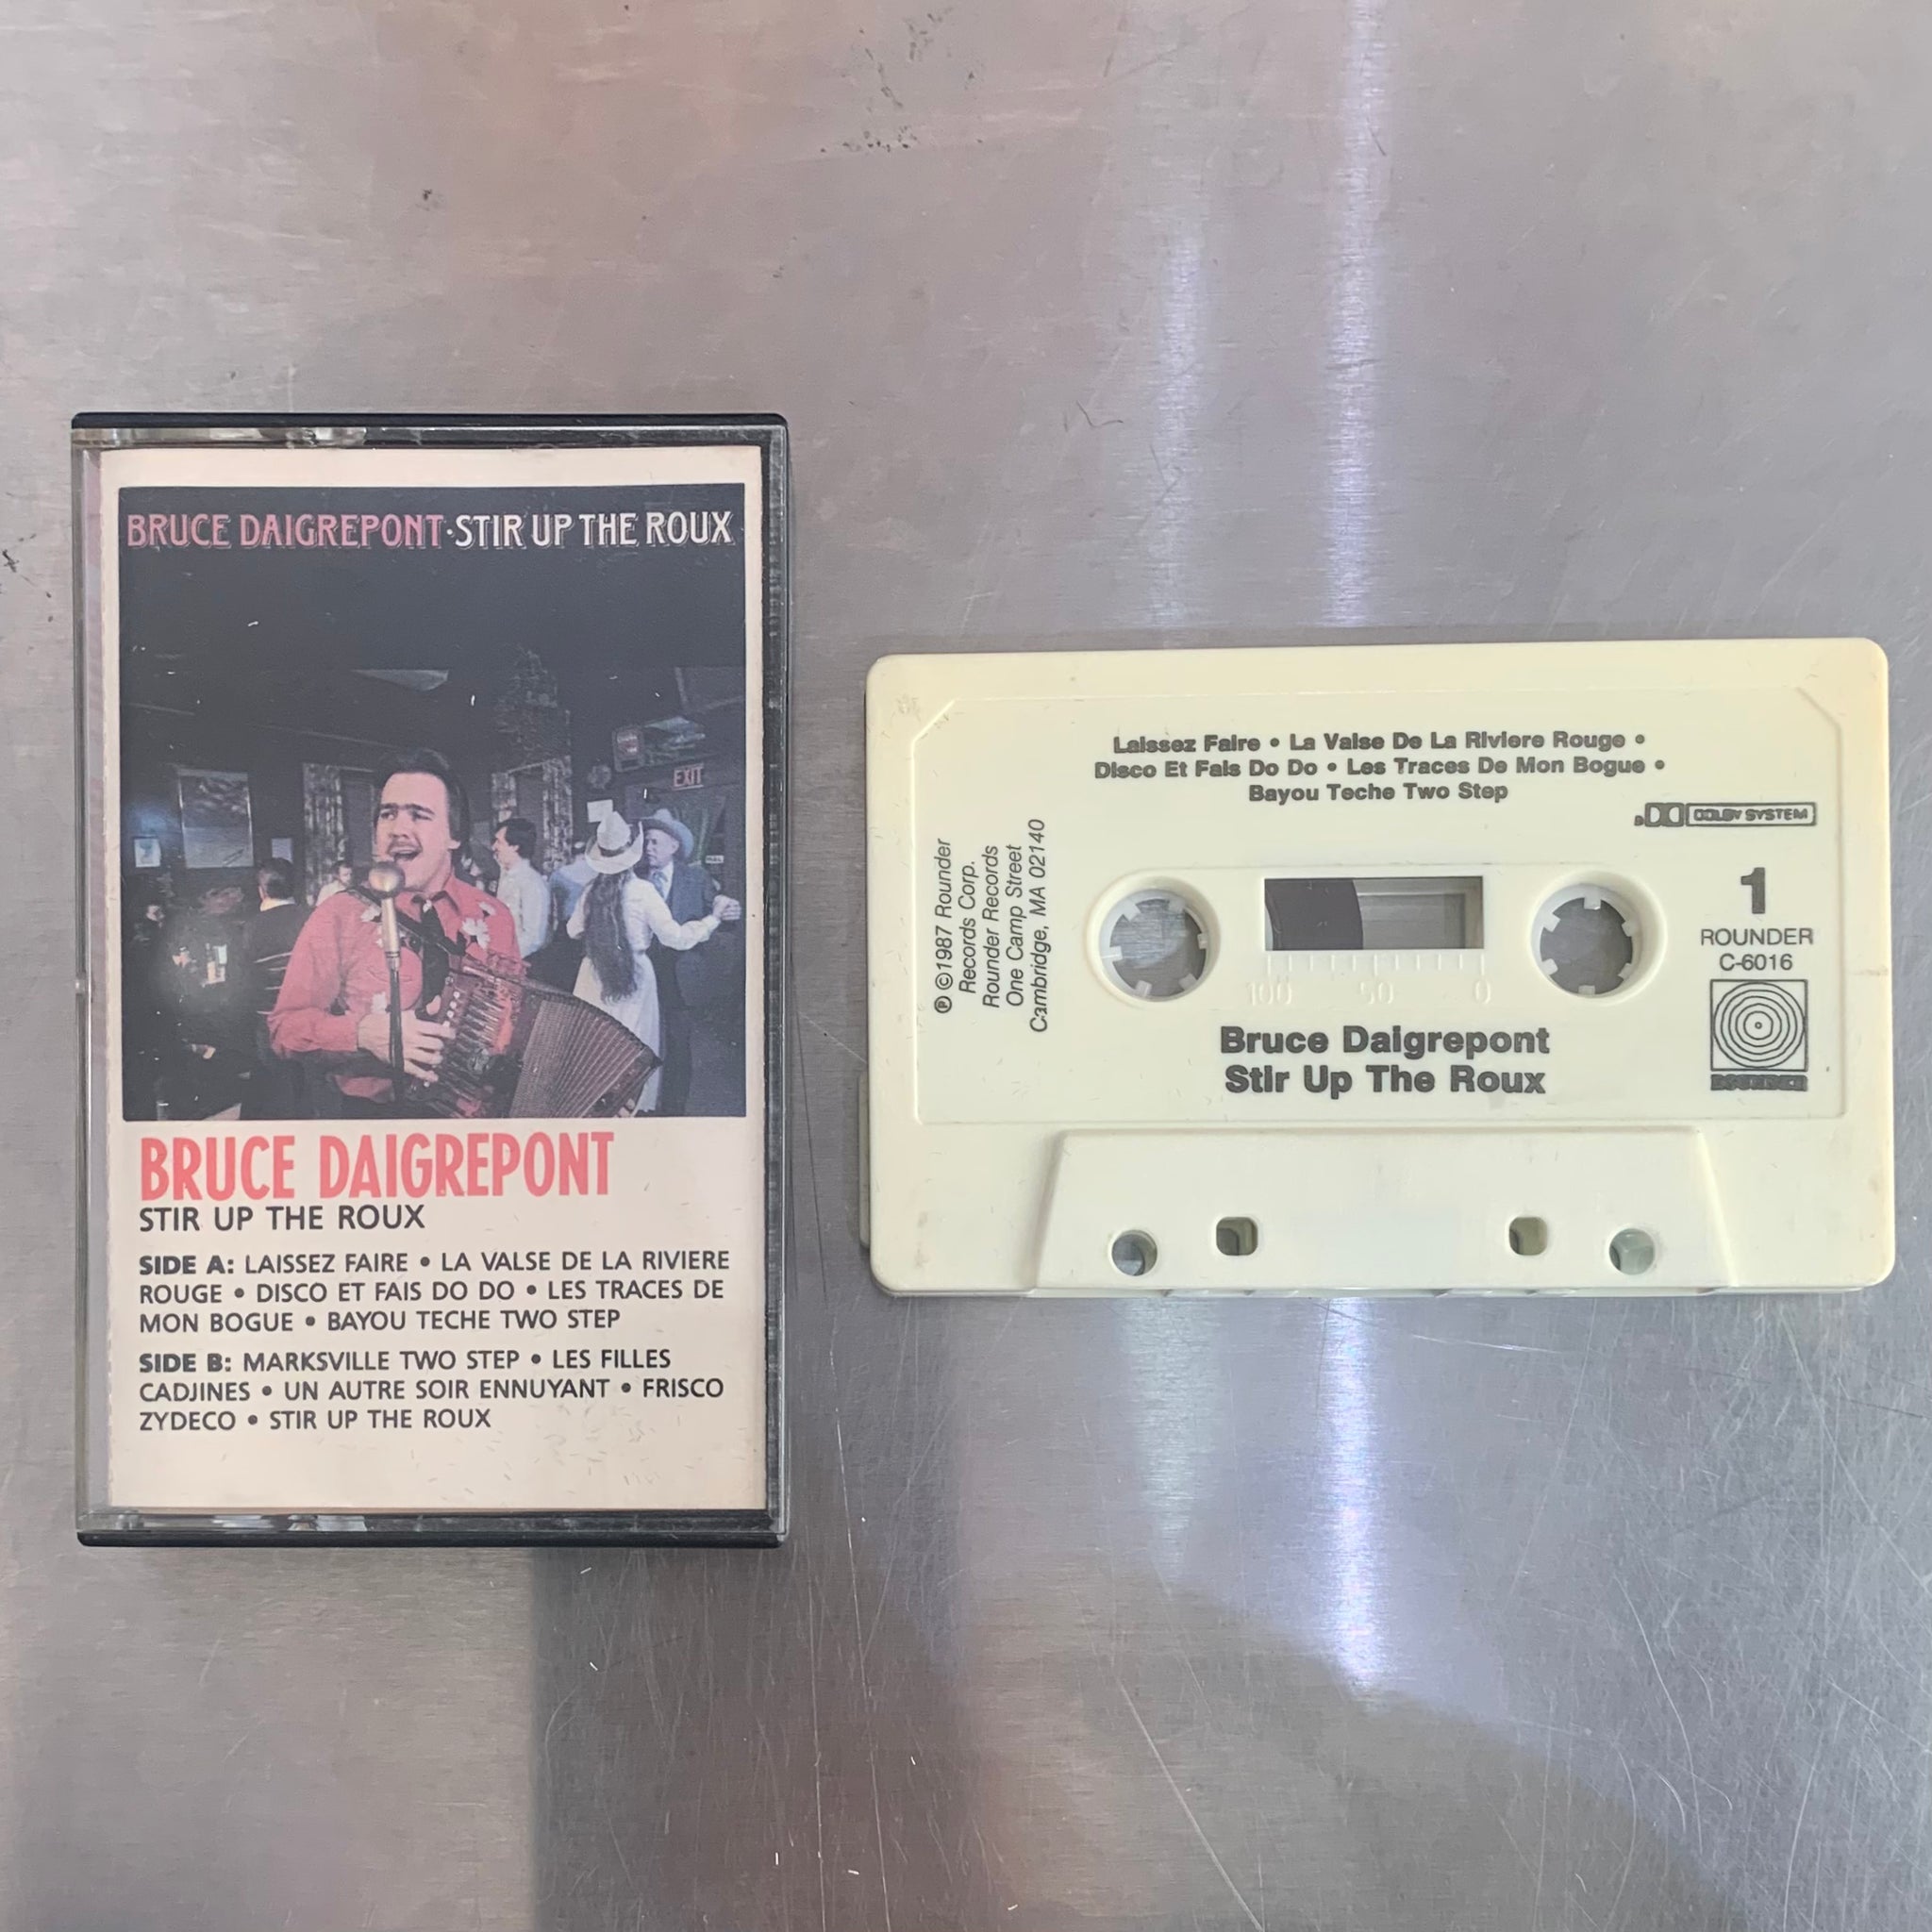 BRUCE DAIGREPONT·STIR UP THE ROUX
EXIT
BRUCE DAIGREPONT
STIR UP THE ROUX
SIDE A: LAISSEZ FAIRE • LA VALSE DE LA RIVIERE
ROUGE • DISCO ET FAIS DO DO • LES TRACES DE
MON BOGUE • BAYOU TECHE TWO STEP
SIDE B: MARKSVILLE TWO STEP • LES FILLES
CADJINES • UN AUTRE SOIR ENNUYANT • FRISCO
ZYDECO • STIR UP THE ROUX
Laissez Faire • La Valse De La Riviere Rouge •
Disco Et Fais Do Do • Les Traces De Mon Bogue •
Bayou Teche Two Step
DOLBY SYSTEM
℗ ©1987 Rounder
Records Corp.
Rounder Records
One Camp Street
Cambridge, MA 02140
1
ROUNDER
C-6016
ROUNDER
100 50 0
Bruce Daigrepont
Stir Up The Roux